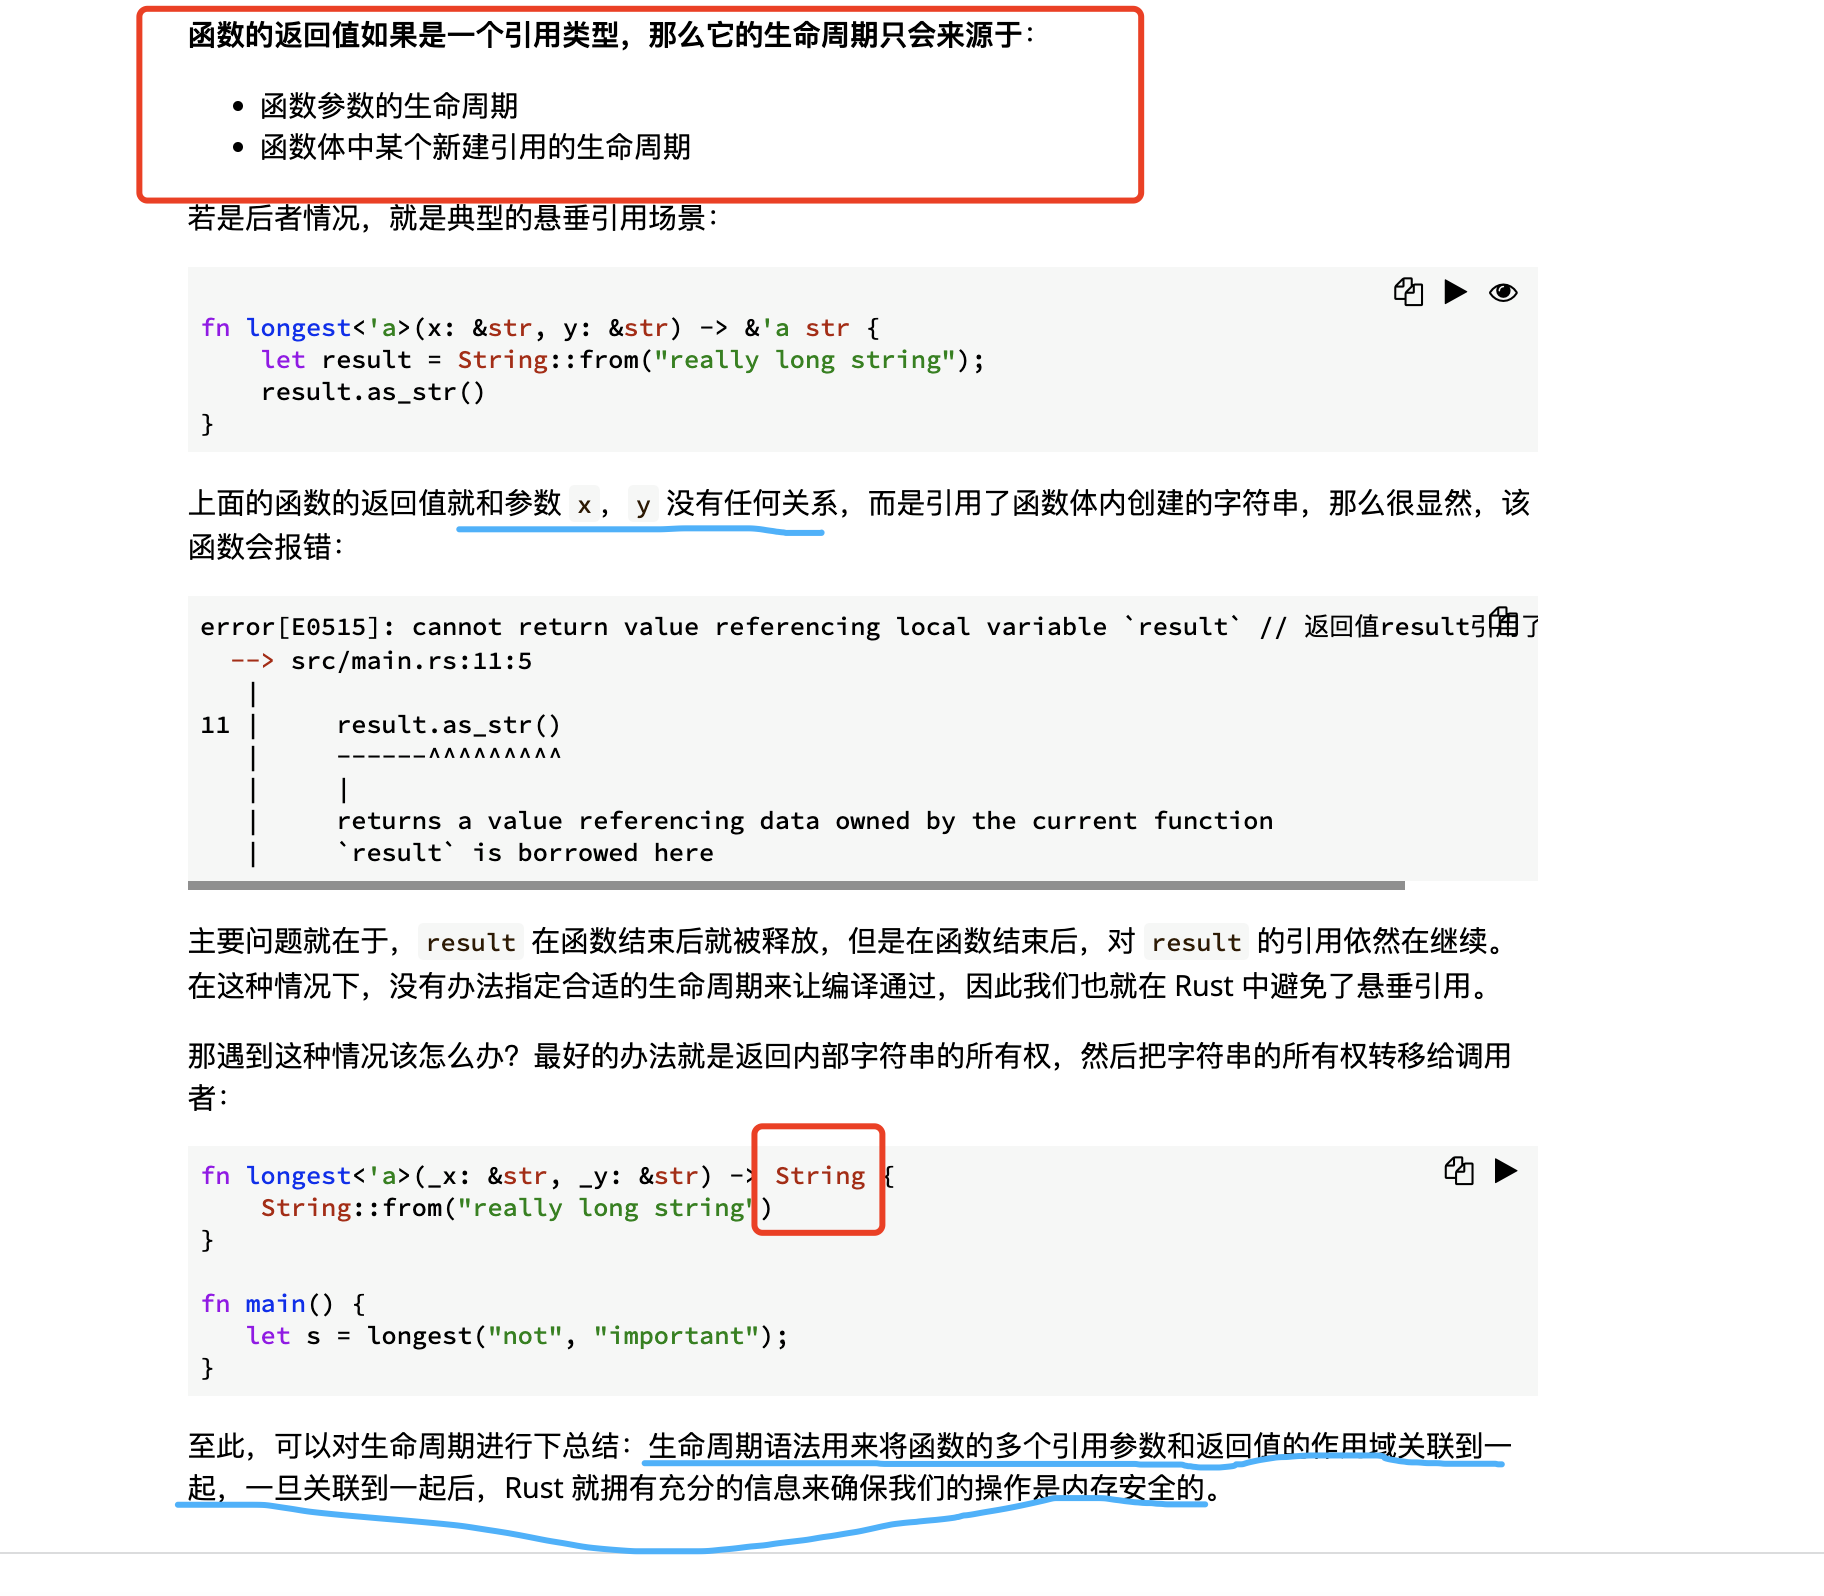 函数的返回值如果是一个引用类型，那么它的生命周期只会来源于：
• 函数参数的生命周期
• 函数体中某个新建引用的生命周期
若是后者情况，就是典型的悬垂引用场景：
fn longest<'a>(x: &str, y: &str) -> &'a str {
    let result = String::from("really long string");
    result.as_str()
}
上面的函数的返回值就和参数 x，y 没有任何关系，而是引用了函数体内创建的字符串，那么很显然，该
函数会报错：
error[E0515]: cannot return value referencing local variable `result` // 返回值result引用了
  --> src/main.rs:11:5
   |
11 |     result.as_str()
   |     ------^^^^^^^^^
   |     |
   |     returns a value referencing data owned by the current function
   |     `result` is borrowed here
主要问题就在于，result 在函数结束后就被释放，但是在函数结束后，对 result 的引用依然在继续。
在这种情况下，没有办法指定合适的生命周期来让编译通过，因此我们也就在 Rust 中避免了悬垂引用。
那遇到这种情况该怎么办？最好的办法就是返回内部字符串的所有权，然后把字符串的所有权转移给调用
者：
fn longest<'a>(_x: &str, _y: &str) -> String {
    String::from("really long string")
}
fn main() {
   let s = longest("not", "important");
}
至此，可以对生命周期进行下总结：生命周期语法用来将函数的多个引用参数和返回值的作用域关联到一
起，一旦关联到一起后，Rust 就拥有充分的信息来确保我们的操作是内存安全的。